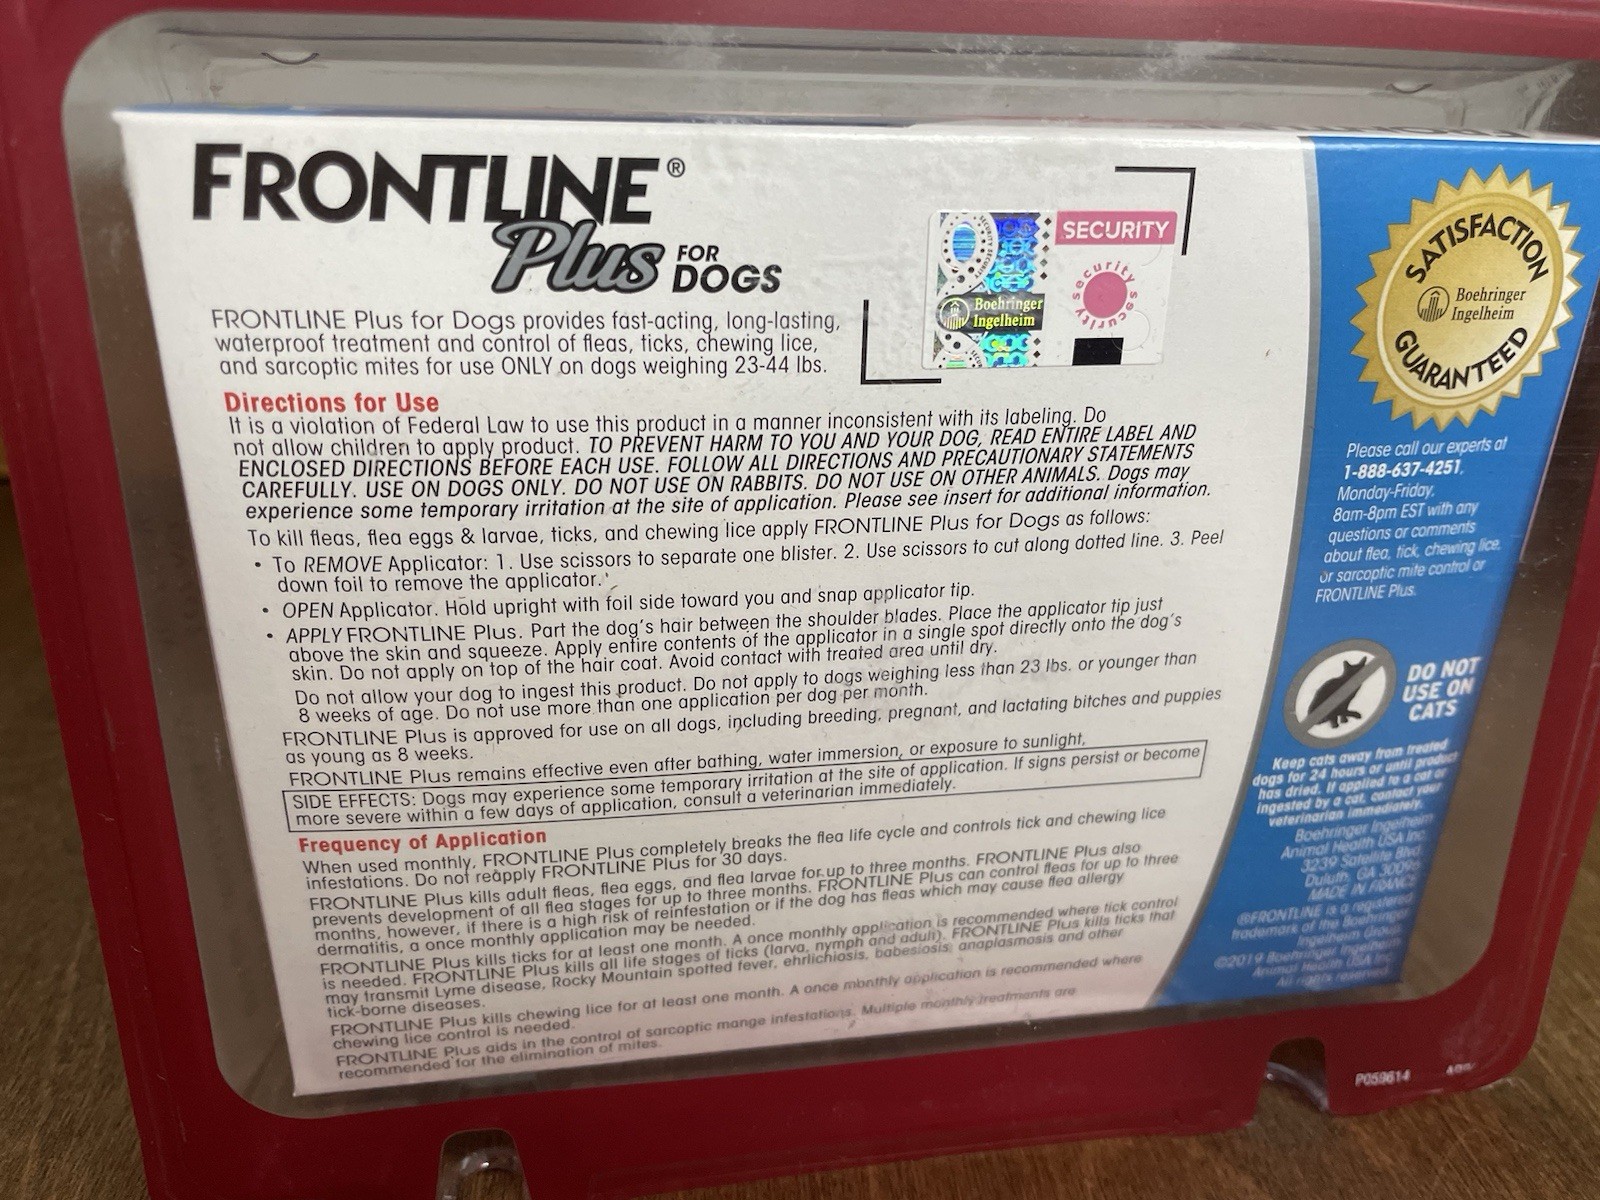 FRONTLINE®
Plus FOR DOGS
FRONTLINE Plus for Dogs provides fast-acting, long-lasting,
waterproof treatment and control of fleas, ticks, chewing lice,
and sarcoptic mites for use ONLY on dogs weighing 23-44 lbs.
SECURITY
security security
Boehringer
Ingelheim
Directions for Use
It is a violation of Federal Law to use this product in a manner inconsistent with its labeling. Do
not allow children to apply product. TO PREVENT HARM TO YOU AND YOUR DOG, READ ENTIRE LABEL AND
ENCLOSED DIRECTIONS BEFORE EACH USE. FOLLOW ALL DIRECTIONS AND PRECAUTIONARY STATEMENTS
CAREFULLY. USE ON DOGS ONLY. DO NOT USE ON RABBITS. DO NOT USE ON OTHER ANIMALS. Dogs may
experience some temporary irritation at the site of application. Please see insert for additional information.
To kill fleas, flea eggs & larvae, ticks, and chewing lice apply FRONTLINE Plus for Dogs as follows:
• To REMOVE Applicator: 1. Use scissors to separate one blister. 2. Use scissors to cut along dotted line. 3. Peel
down foil to remove the applicator.
• OPEN Applicator. Hold upright with foil side toward you and snap applicator tip.
• APPLY FRONTLINE Plus. Part the dog's hair between the shoulder blades. Place the applicator tip just
above the skin and squeeze. Apply entire contents of the applicator in a single spot directly onto the dog's
skin. Do not apply on top of the hair coat. Avoid contact with treated area until dry.
Do not allow your dog to ingest this product. Do not apply to dogs weighing less than 23 lbs. or younger than
8 weeks of age. Do not use more than one application per dog per month.
FRONTLINE Plus is approved for use on all dogs, including breeding, pregnant, and lactating bitches and puppies
as young as 8 weeks.
FRONTLINE Plus remains effective even after bathing, water immersion, or exposure to sunlight.
SIDE EFFECTS: Dogs may experience some temporary irritation at the site of application. If signs persist or become
more severe within a few days of application, consult a veterinarian immediately.
Frequency of Application
When used monthly, FRONTLINE Plus completely breaks the flea life cycle and controls tick and chewing lice
infestations. Do not reapply FRONTLINE Plus for 30 days.
FRONTLINE Plus kills adult fleas, flea eggs, and flea larvae for up to three months. FRONTLINE Plus also
prevents development of all flea stages for up to three months. FRONTLINE Plus can control fleas for up to three
months, however, if there is a high risk of reinfestation or if the dog has fleas which may cause flea allergy
dermatitis, a once monthly application may be needed.
FRONTLINE Plus kills ticks for at least one month. A once monthly application is recommended where tick control
is needed. FRONTLINE Plus kills all life stages of ticks (larva, nymph and adult). FRONTLINE Plus kills ticks that
may transmit Lyme disease, Rocky Mountain spotted fever, ehrlichiosis, babesiosis, anaplasmosis and other
tick-borne diseases.
FRONTLINE Plus kills chewing lice for at least one month. A once monthly application is recommended where
chewing lice control is needed.
FRONTLINE Plus aids in the control of sarcoptic mange infestations. Multiple monthly treatments are
recommended for the elimination of mites.
SATISFACTION
Boehringer
Ingelheim
GUARANTEED
Please call our experts at
1-888-637-4251,
Monday-Friday,
8am-8pm EST with any
questions or comments
about flea, tick, chewing lice,
or sarcoptic mite control or
FRONTLINE Plus.
DO NOT
USE ON
CATS
Keep cats away from treated
dogs for 24 hours or until product
has dried. If applied to a cat or
ingested by a cat, contact your
veterinarian immediately.
Boehringer Ingelheim
Animal Health USA Inc.
3239 Satellite Blvd.
Duluth, GA 30096
MADE IN FRANCE
®FRONTLINE is a registered
trademark of the Boehringer
Ingelheim Group.
©2019 Boehringer Ingelheim
Animal Health USA Inc.
All rights reserved.
P059614